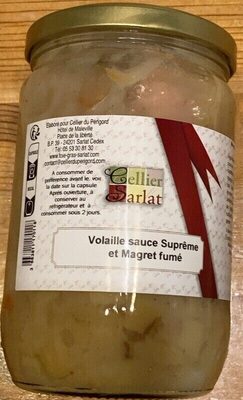 Elaboré pour Cellier du Périgord
Hôtel de Maleville
Place de la liberté
B.P. 39 - 24201 Sarlat Cedex
Tél: 05 53 30 81 30
www.foie-gras-sarlat.com
contact@cellierduperigord.com
A consommer de
préférence avant le: voir
la date sur la capsule
Après ouverture, à
conserver au
réfrigérateur et à
consommer sous 2 jours.
Cellier
Sarlat
Volaille sauce Suprême
et Magret fumé